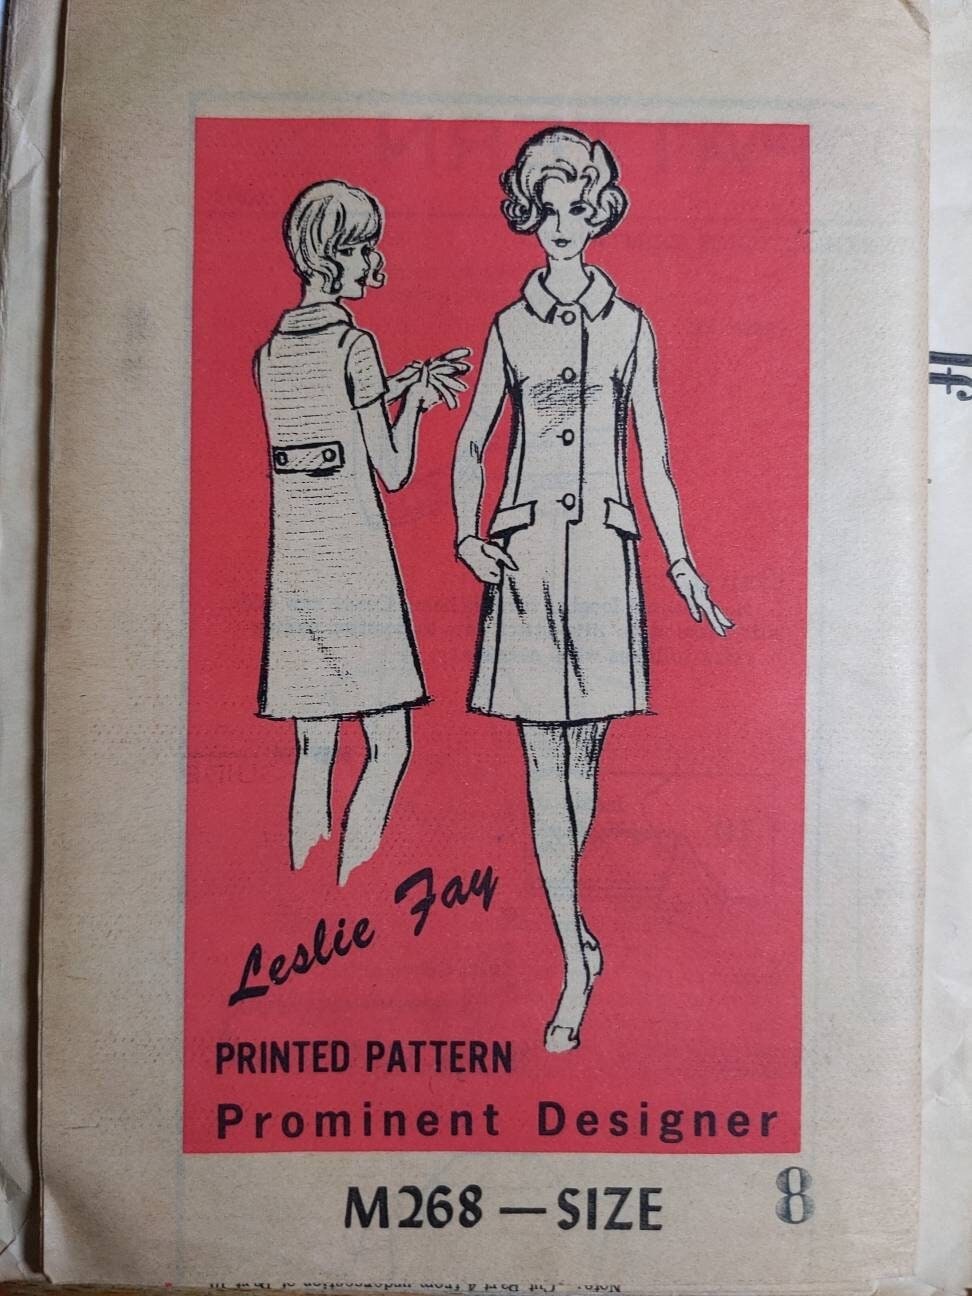 Leslie Fay
PRINTED PATTERN
Prominent Designer
M268 — SIZE 8